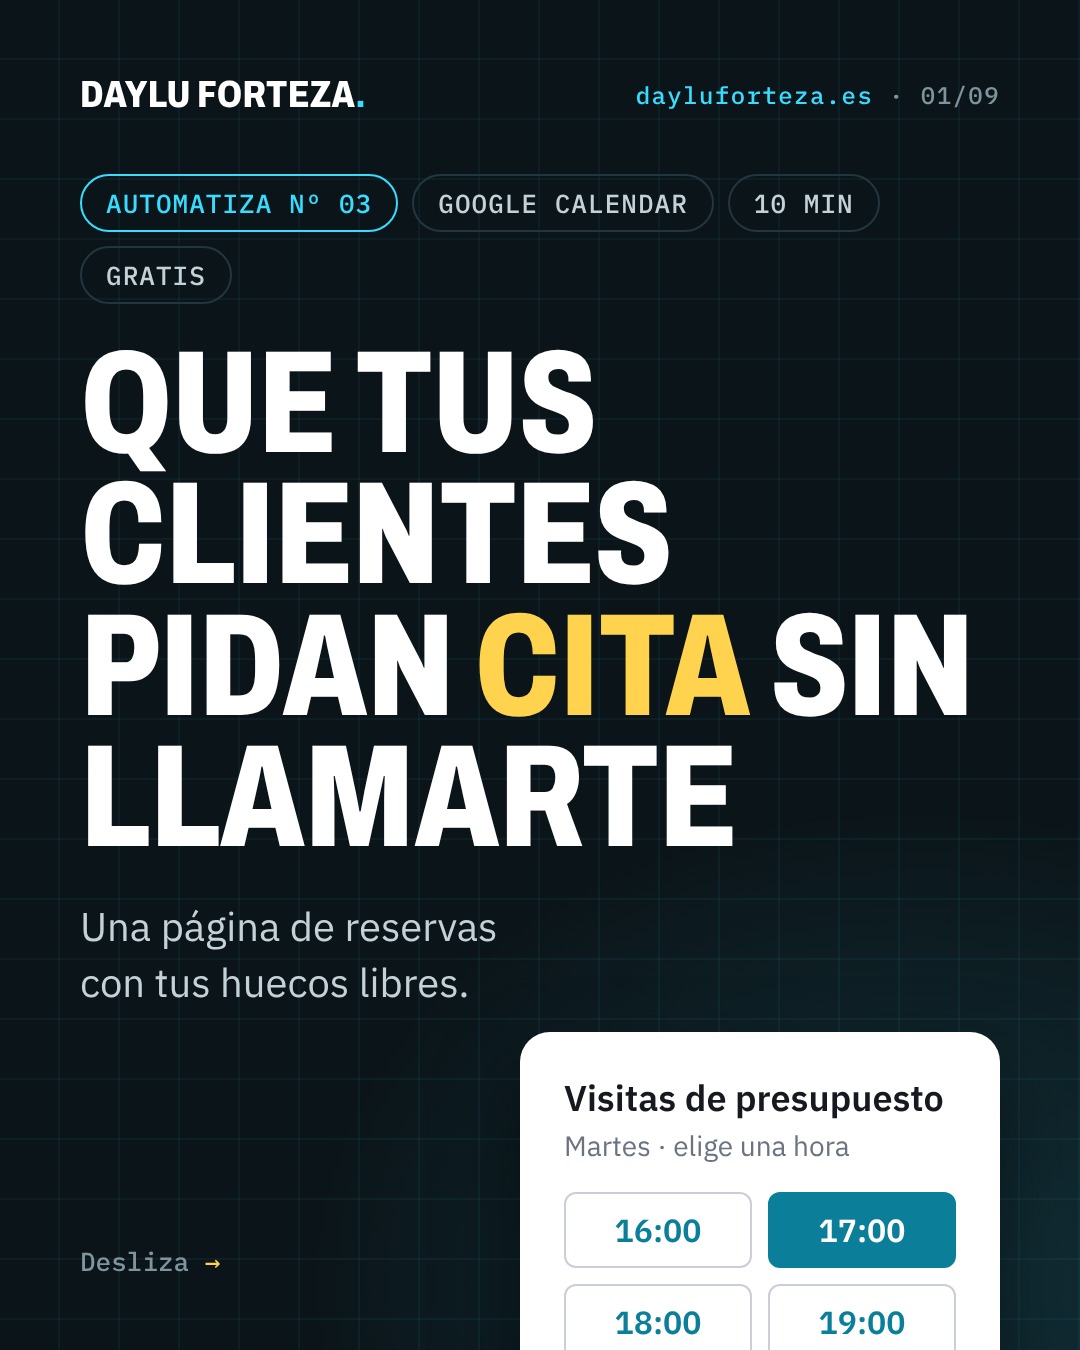 DAYLU FORTEZA.
dayluforteza.es · 01/09
AUTOMATIZA Nº 03
GOOGLE CALENDAR
10 MIN
GRATIS
QUE TUS
CLIENTES
PIDAN CITA SIN
LLAMARTE
Una página de reservas
con tus huecos libres.
Visitas de presupuesto
Martes · elige una hora
16:00
17:00
18:00
19:00
Desliza →